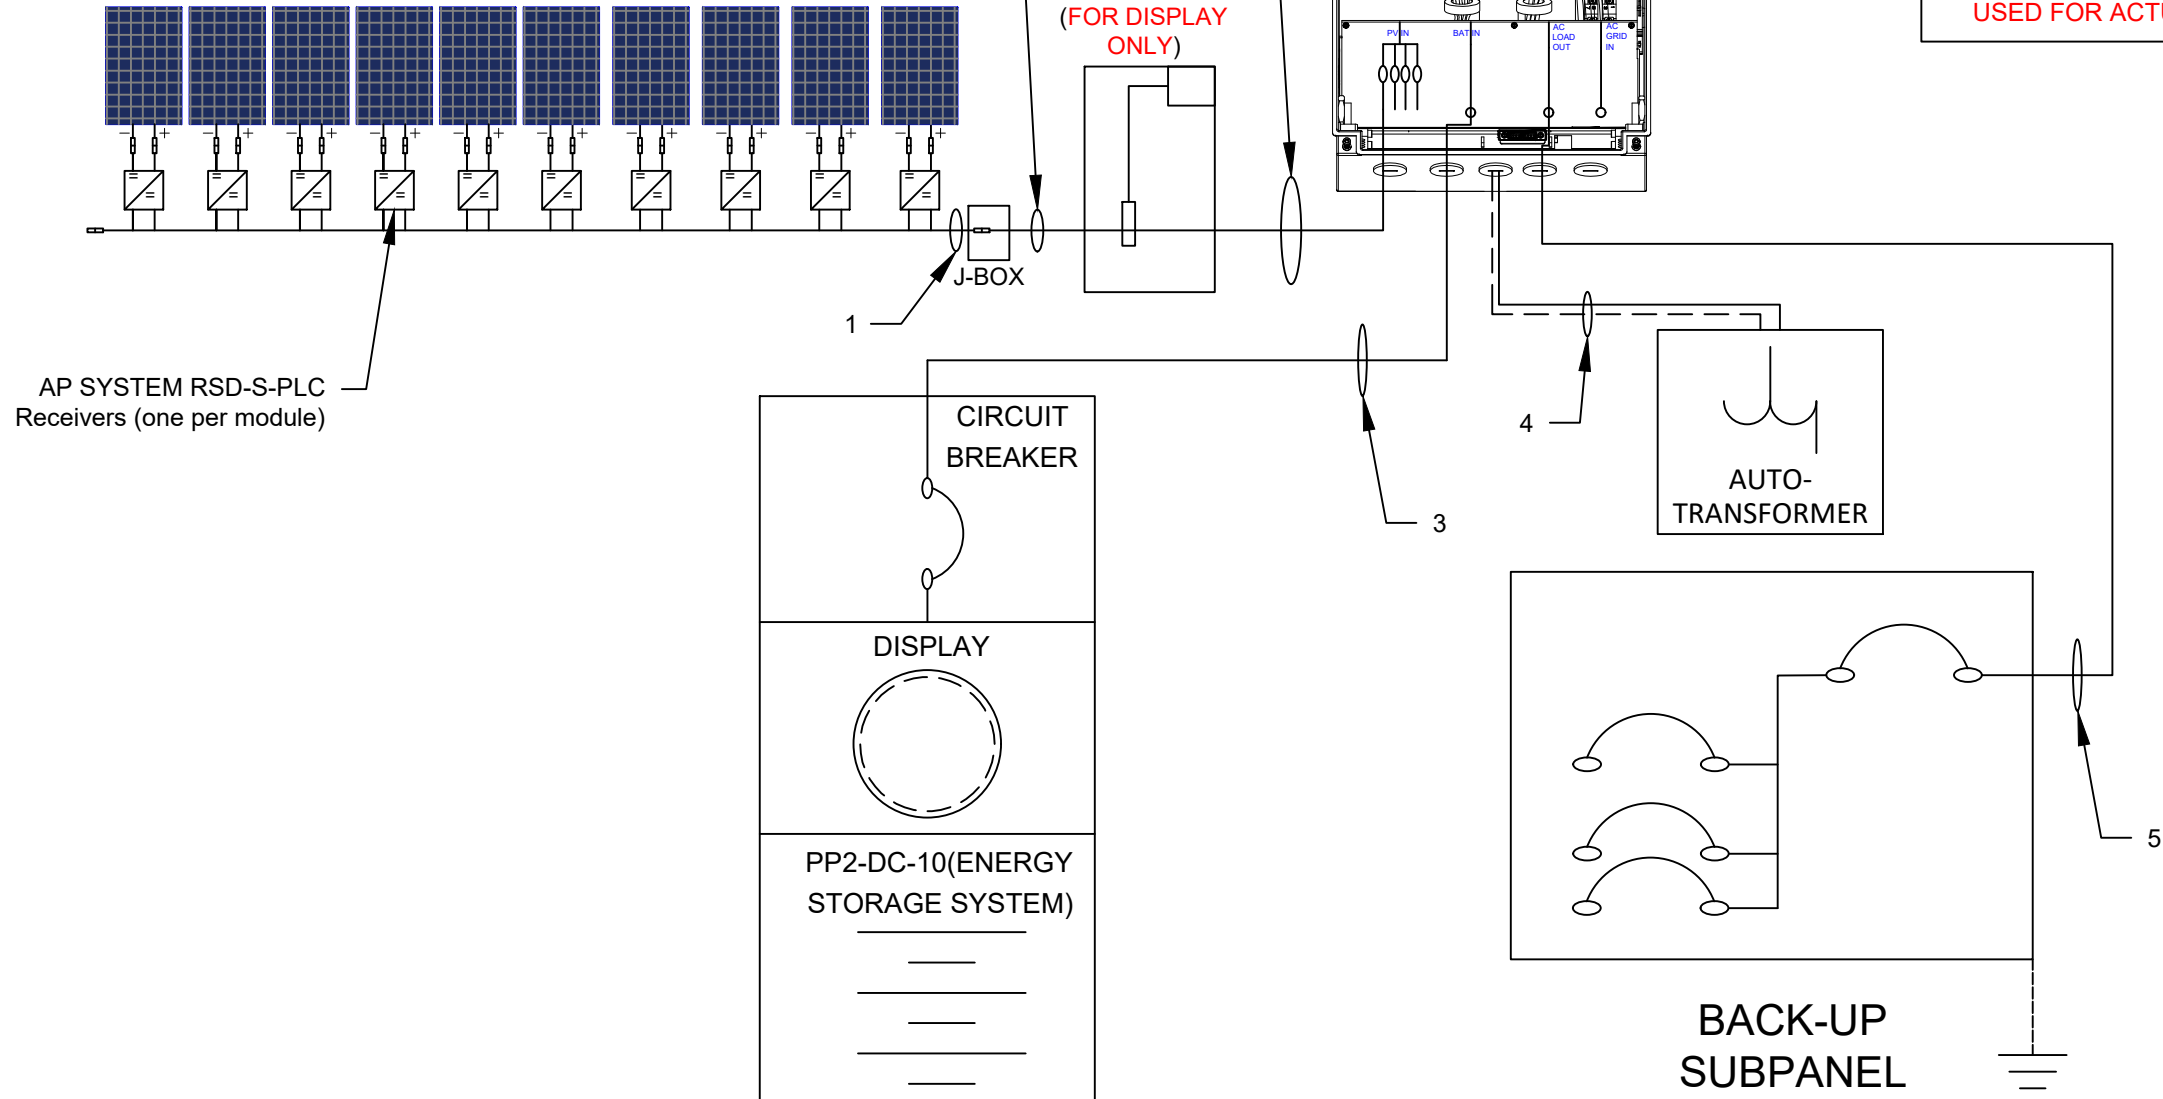 (FOR DISPLAY
ONLY)
USED FOR ACTU
PV IN
BAT IN
AC
LOAD
OUT
AC
GRID
IN
- +
- +
- +
- +
- +
- +
- +
- +
- +
- +
J-BOX
1
AP SYSTEM RSD-S-PLC
Receivers (one per module)
CIRCUIT
BREAKER
3
4
AUTO-
TRANSFORMER
DISPLAY
5
PP2-DC-10(ENERGY
STORAGE SYSTEM)
BACK-UP
SUBPANEL